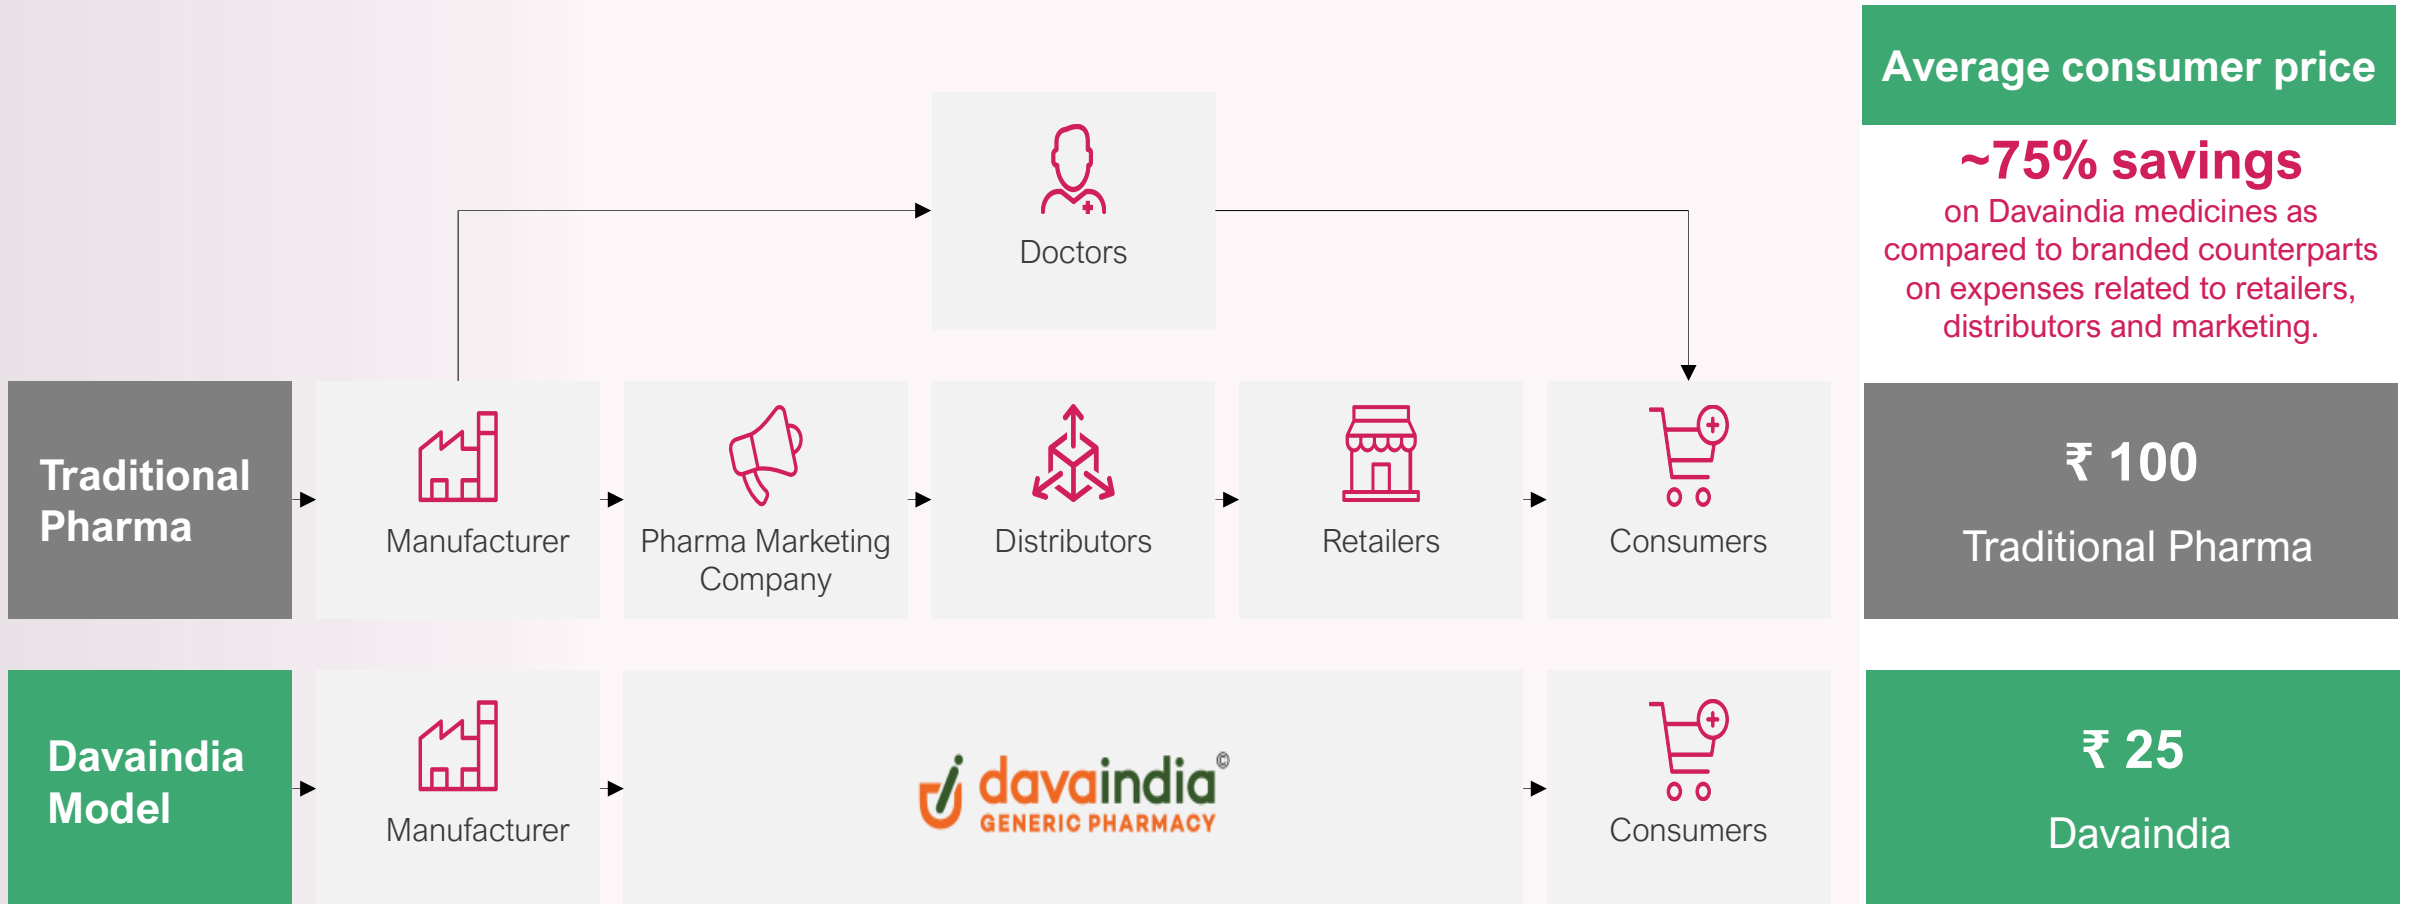 Average consumer price
~75% savings
on Davaindia medicines as
compared to branded counterparts
on expenses related to retailers,
distributors and marketing.
Doctors
Traditional
Pharma
Manufacturer
Pharma Marketing
Company
Distributors
Retailers
Consumers
₹ 100
Traditional Pharma
Davaindia
Model
Manufacturer
davaindia©
GENERIC PHARMACY
Consumers
₹ 25
Davaindia